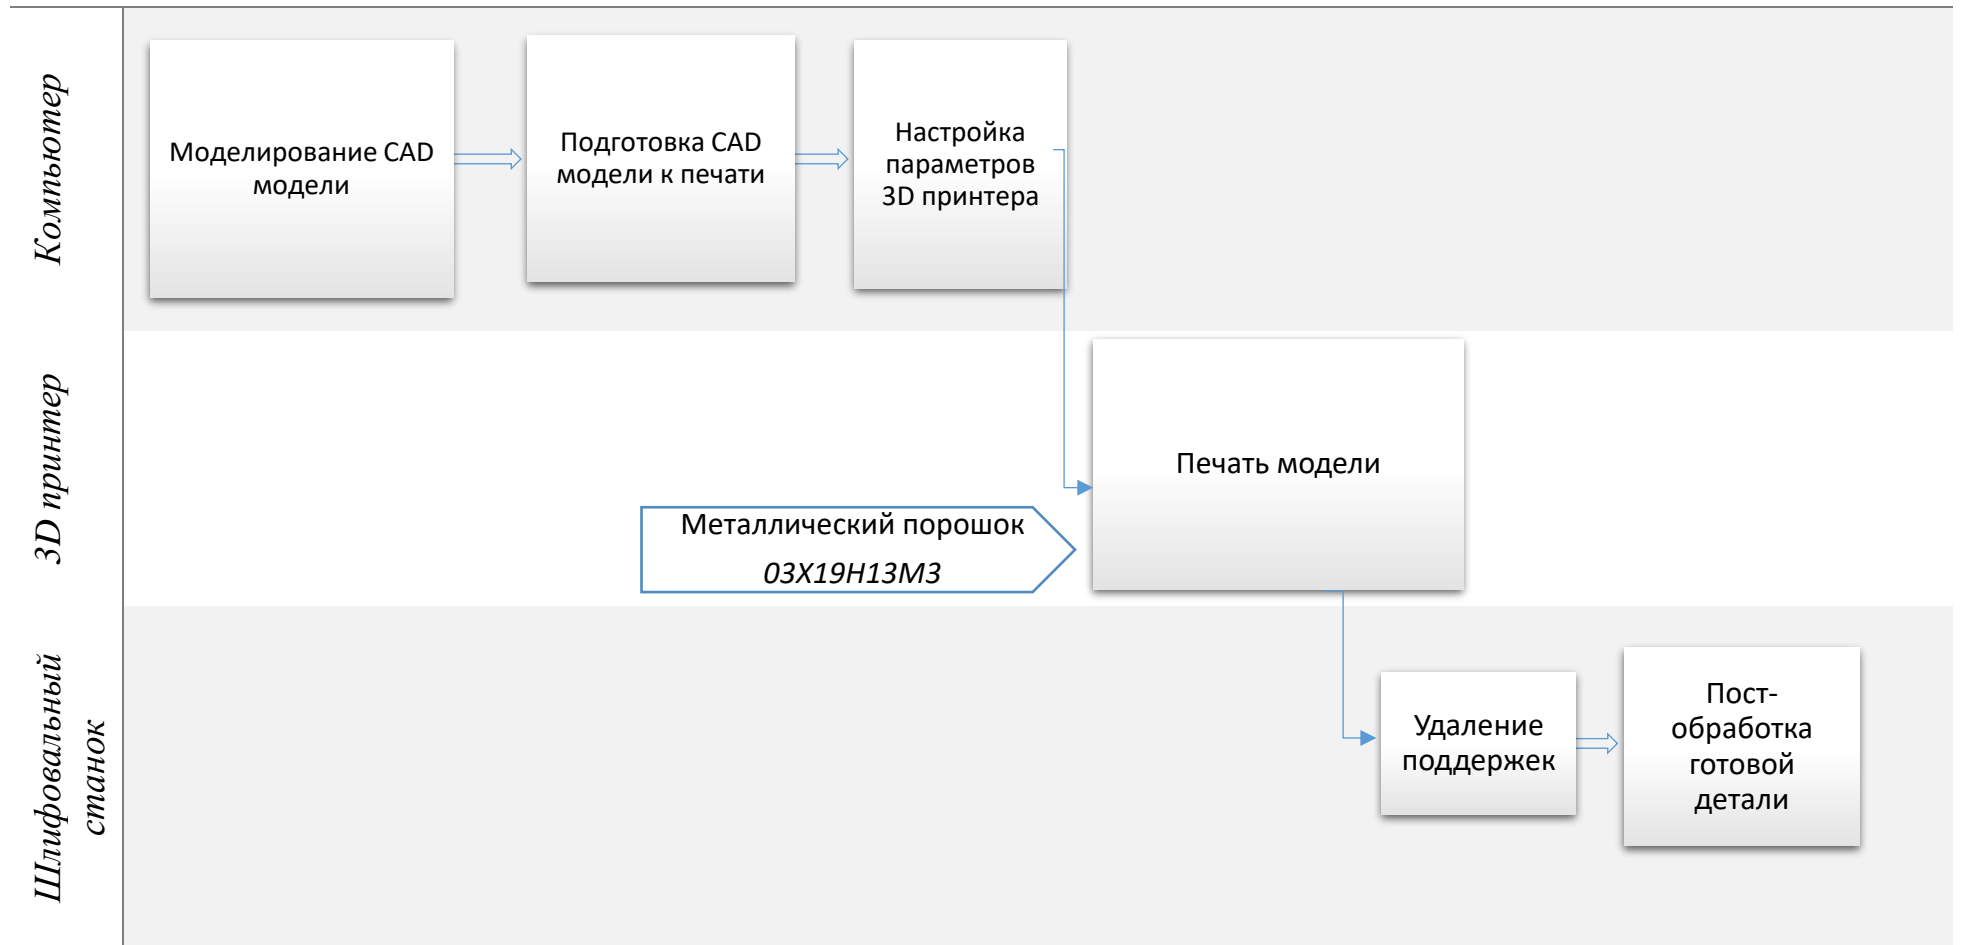 Компьютер
Моделирование CAD
модели
Подготовка CAD
модели к печати
Настройка
параметров
3D принтера
3D принтер
Печать модели
Металлический порошок
03Х19Н13М3
Шлифовальный
станок
Удаление
поддержек
Пост-
обработка
готовой
детали